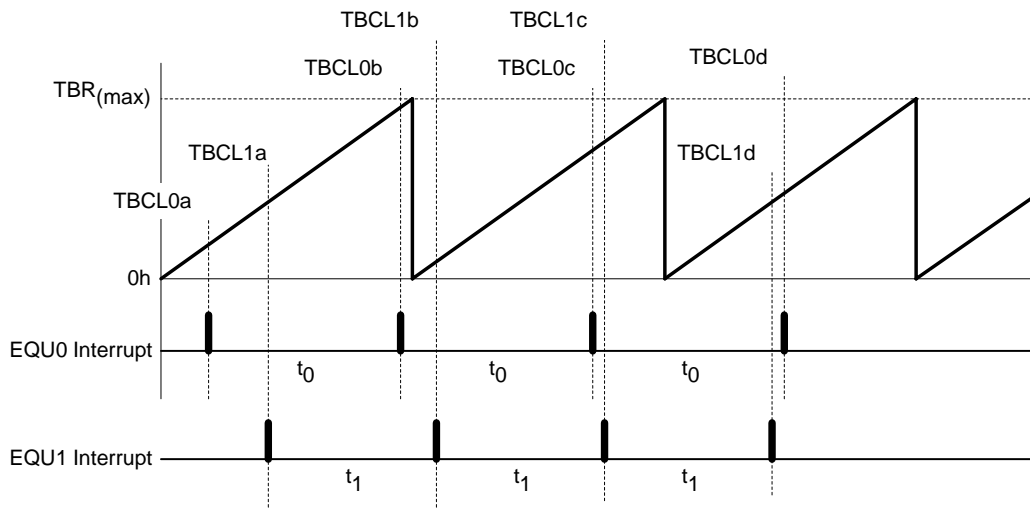 TBCL1b
TBCL1c
TBCL0b
TBCL0c
TBCL0d
TBR(max)
TBCL1a
TBCL1d
TBCL0a
0h
EQU0 Interrupt
t0 t0 t0
EQU1 Interrupt
t1 t1 t1